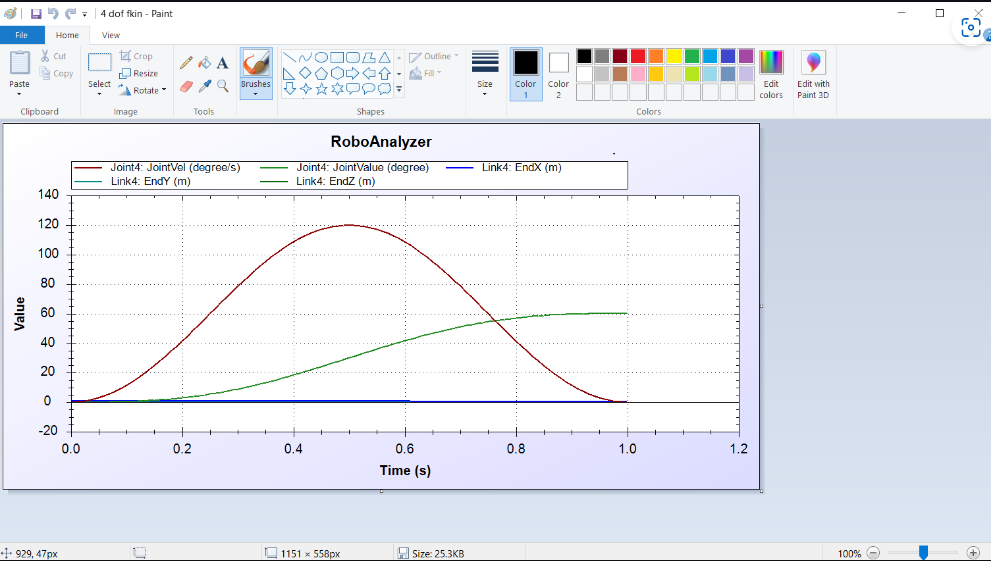 4 dof fkin - Paint
File Home View
Paste
Cut
Copy
Clipboard
Select
Crop
Resize
Rotate
Image
A
Tools
Brushes
Outline
Fill
Shapes
Size
Color
1
Color
2
Edit
colors
Colors
Edit with
Paint 3D
RoboAnalyzer
Joint4: JointVel (degree/s) Joint4: JointValue (degree) Link4: EndX (m)
Link4: EndY (m) Link4: EndZ (m)
140
120
100
80
60
40
20
0
-20
Value
0.0 0.2 0.4 0.6 0.8 1.0 1.2
Time (s)
929, 47px 1151 × 558px Size: 25.3KB 100%